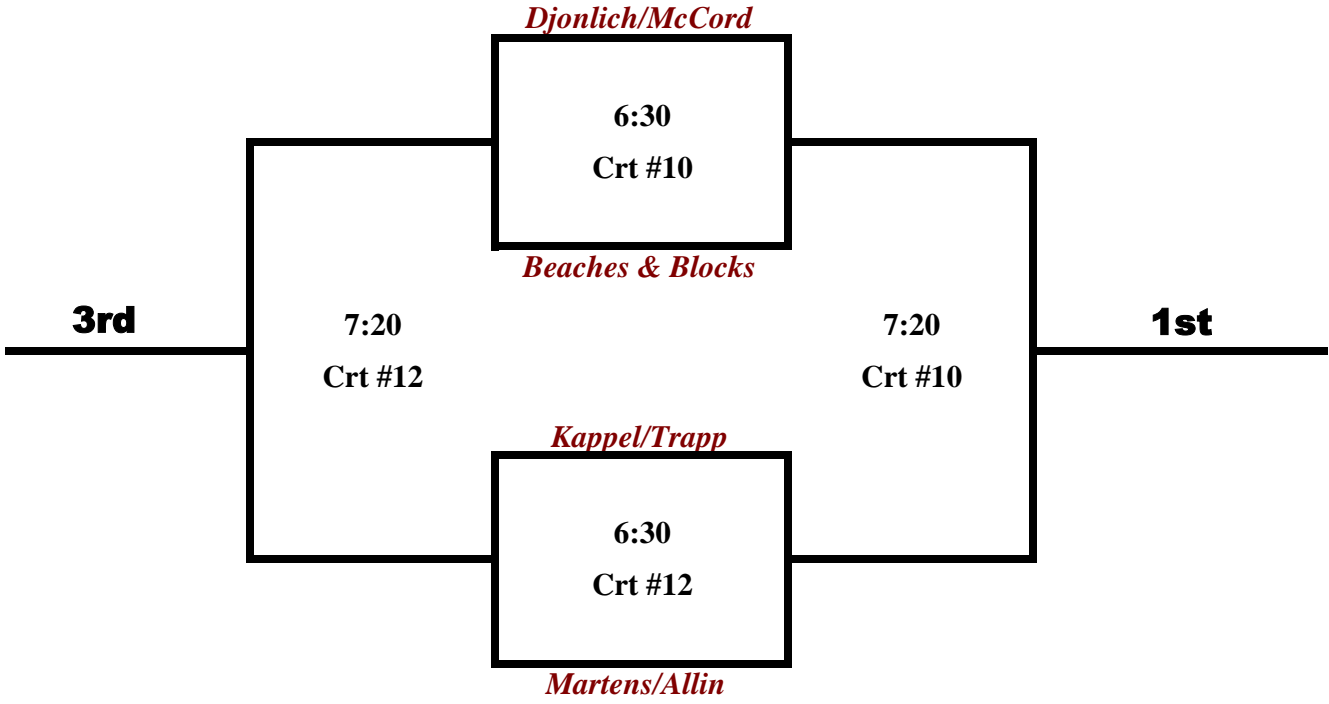 Djonlich/McCord
6:30
Crt #10
Beaches & Blocks
3rd
7:20
Crt #12
7:20
Crt #10
1st
Kappel/Trapp
6:30
Crt #12
Martens/Allin